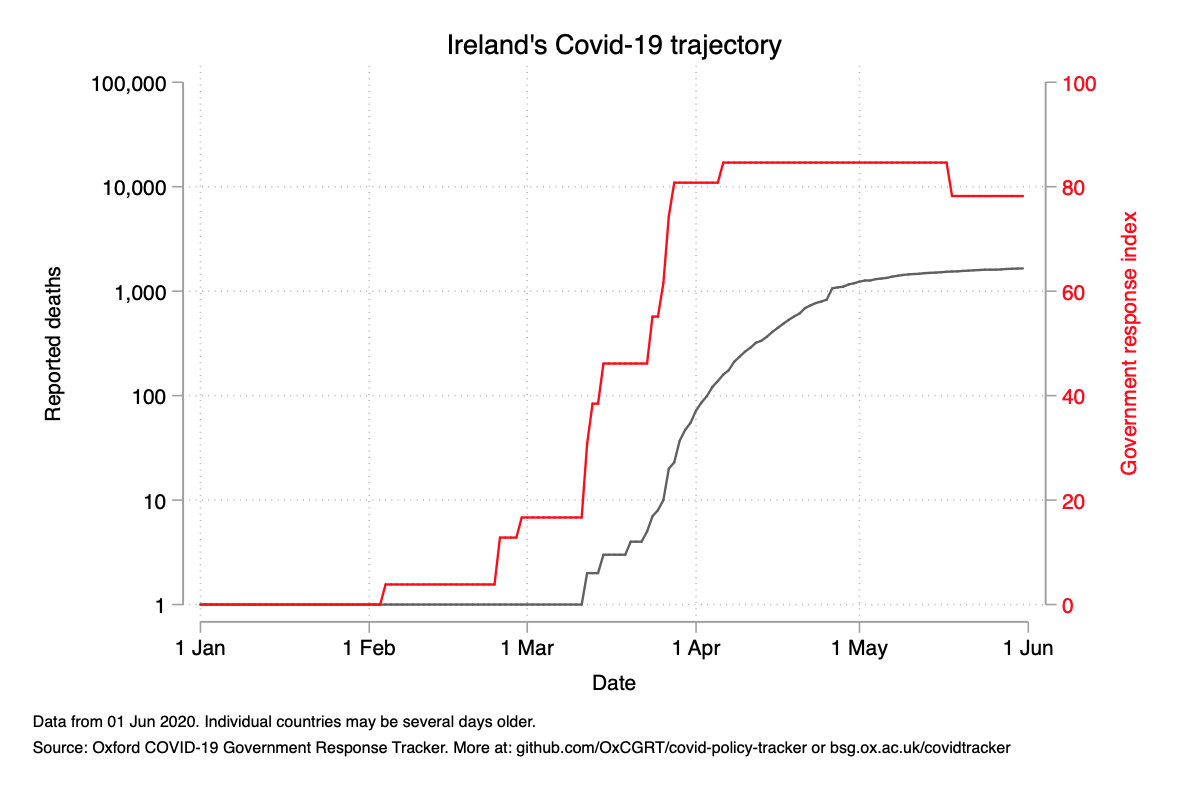 Ireland's Covid-19 trajectory
100,000
10,000
1,000
100
10
1
Reported deaths
100
80
60
40
20
0
Government response index
1 Jan 1 Feb 1 Mar 1 Apr 1 May 1 Jun
Date
Data from 01 Jun 2020. Individual countries may be several days older.
Source: Oxford COVID-19 Government Response Tracker. More at: github.com/OxCGRT/covid-policy-tracker or bsg.ox.ac.uk/covidtracker